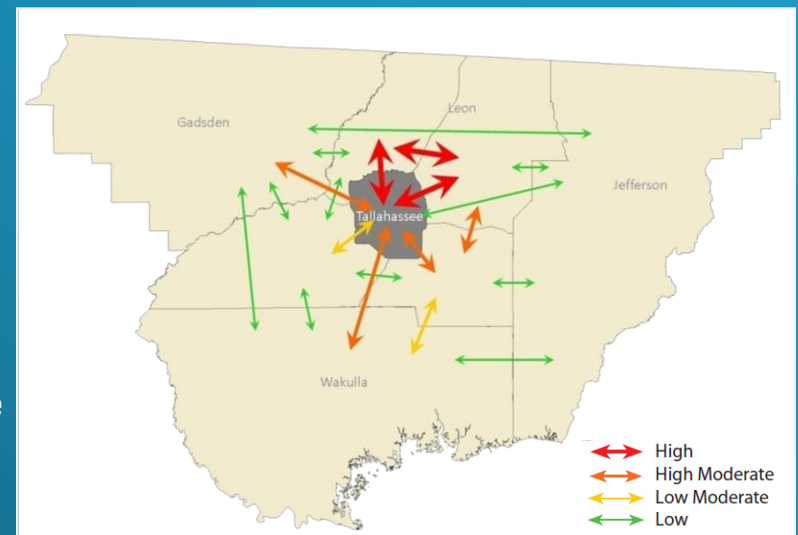 Leon
Gadsden
Jefferson
Tallahassee
Wakulla
e
High
High Moderate
Low Moderate
Low